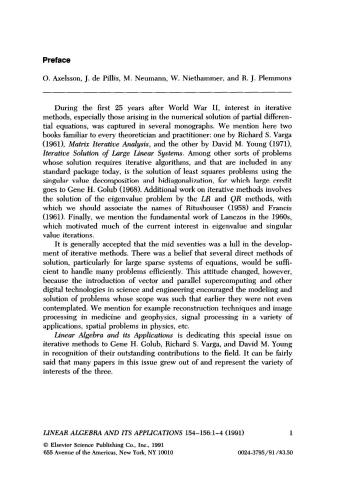 Preface
O. Axelsson, J. de Pillis, M. Neumann, W. Niethammer, and R. J. Plemmons
During the first 25 years after World War II, interest in iterative
methods, especially those arising in the numerical solution of partial differen-
tial equations, was captured in several monographs. We mention here two
books familiar to every theoretician and practitioner: one by Richard S. Varga
(1961), Matrix Iterative Analysis, and the other by David M. Young (1971),
Iterative Solution of Large Linear Systems. Among other sorts of problems
whose solution requires iterative algorithms, and that are included in any
standard package today, is the solution of least squares problems using the
singular value decomposition and bidiagonalization, for which large credit
goes to Gene H. Golub (1968). Additional work on iterative methods involves
the solution of the eigenvalue problem by the LR and QR methods, with
which we should associate the names of Ritushouser (1958) and Francis
(1961). Finally, we mention the fundamental work of Lanczos in the 1960s,
which motivated much of the current interest in eigenvalue and singular
value iterations.
It is generally accepted that the mid seventies was a lull in the develop-
ment of iterative methods. There was a belief that several direct methods of
solution, particularly for large sparse systems of equations, would be suffi-
cient to handle many problems efficiently. This attitude changed, however,
because the introduction of vector and parallel supercomputing and other
digital technologies in science and engineering encouraged the modeling and
solution of problems whose scope was such that earlier they were not even
contemplated. We mention for example reconstruction techniques and image
processing in medicine and geophysics, signal processing in a variety of
applications, spatial problems in physics, etc.
Linear Algebra and its Applications is dedicating this special issue on
iterative methods to Gene H. Golub, Richard S. Varga, and David M. Young
in recognition of their outstanding contributions to the field. It can be fairly
said that many papers in this issue grew out of and represent the variety of
interests of the three.
LINEAR ALGEBRA AND ITS APPLICATIONS 154–156:1–4 (1991) 1
© Elsevier Science Publishing Co., Inc., 1991
655 Avenue of the Americas, New York, NY 10010 0024-3795/91/$3.50